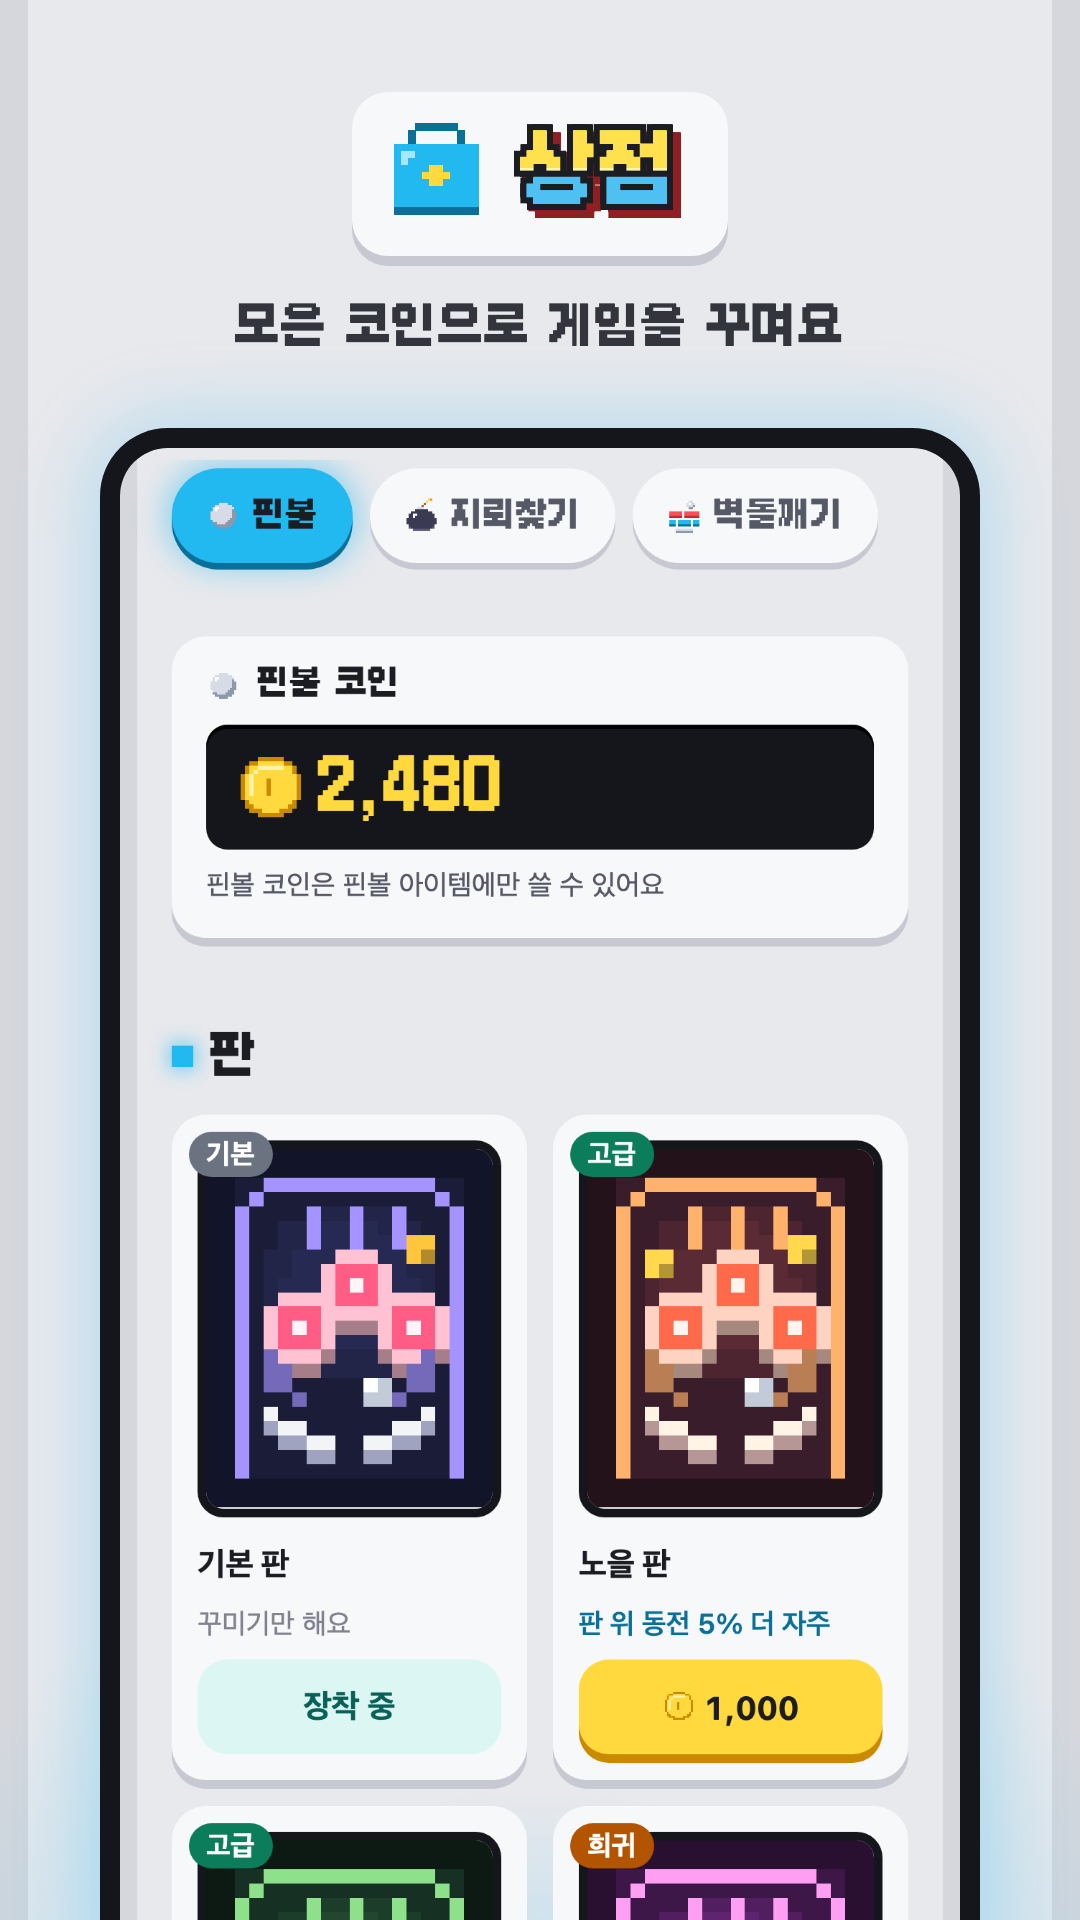 상점
모은 코인으로 게임을 꾸며요
핀볼
지뢰찾기
벽돌깨기
핀볼 코인
2,480
핀볼 코인은 핀볼 아이템에만 쓸 수 있어요
판
기본
고급
기본 판
노을 판
꾸미기만 해요
판 위 동전 5% 더 자주
장착 중
1,000
고급
희귀